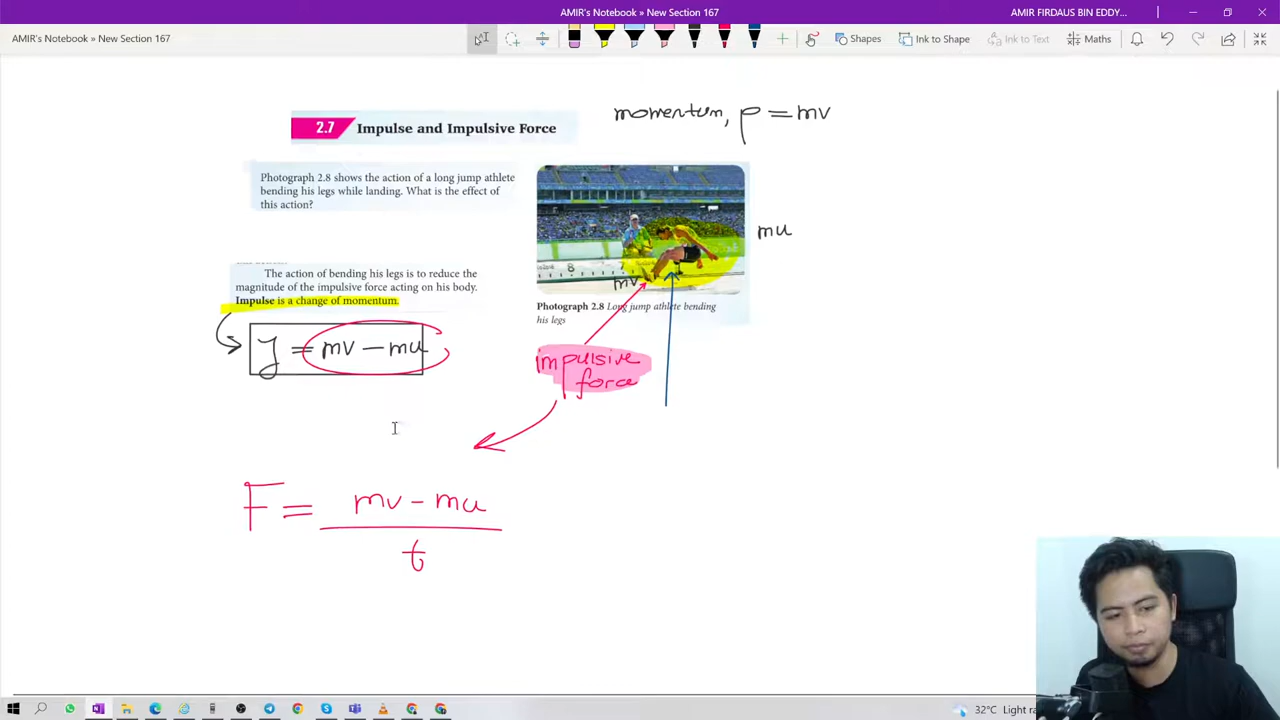 AMIR's Notebook » New Section 167
AMIR FIRDAUS BIN EDDY...
AMIR's Notebook » New Section 167
Shapes
Ink to Shape
Ink to Text
Maths
momentum, p = mv
2.7 Impulse and Impulsive Force
Photograph 2.8 shows the action of a long jump athlete
bending his legs while landing. What is the effect of
this action?
mu
8
mv
The action of bending his legs is to reduce the
magnitude of the impulsive force acting on his body.
Impulse is a change of momentum.
Photograph 2.8 Long jump athlete bending
his legs
J = mv - mu
impulsive
force
F = mv - mu
t
32°C Light ra